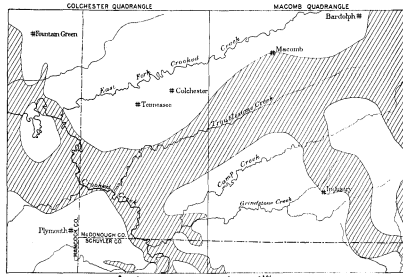 COLCHESTER QUADRANGLE
MACOMB QUADRANGLE
Bardolph
Fountain Green
Macomb
East Fork Crooked Creek
Colchester
Tennessee
Troublesome Creek
Camp Creek
Crooked
Industry
Grindstone Creek
Plymouth
HANCOCK CO.
McDONOUGH CO.
SCHUYLER CO.